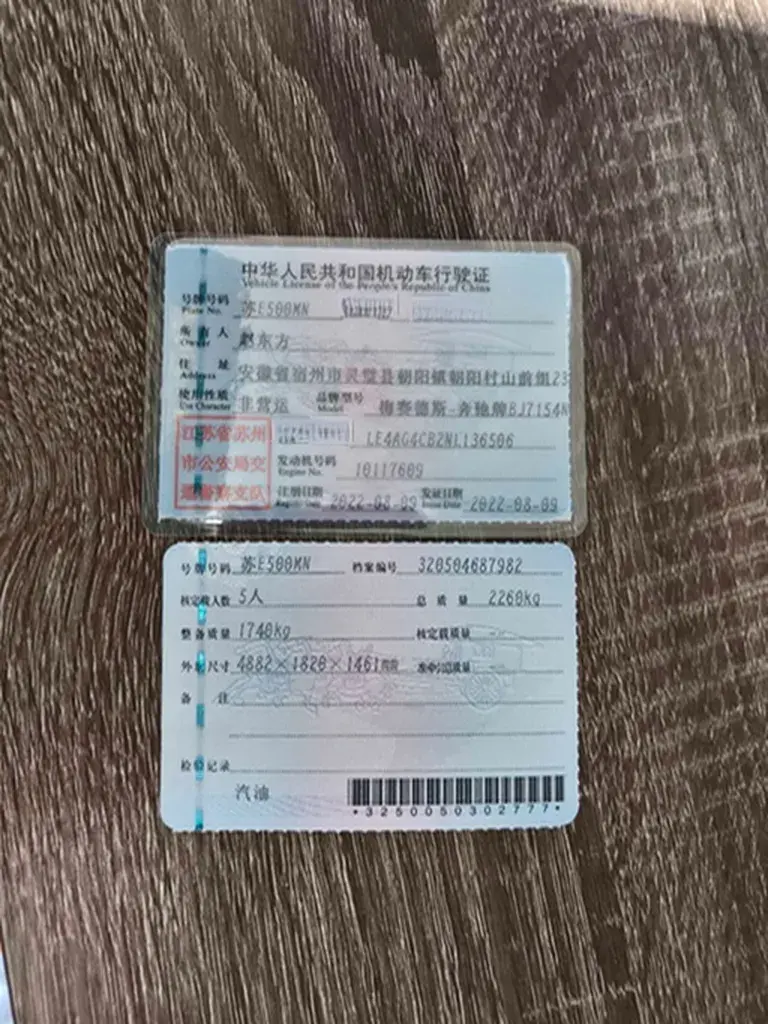 中华人民共和国机动车行驶证
Vehicle License of the People's Republic of China
号牌号码 苏E500MN
Plate No.
所有人 赵东方
Owner
住址 安徽省宿州市灵璧县朝阳镇朝阳村山前组23
Address
使用性质 非营运 品牌型号 梅赛德斯-奔驰牌BJ7154
Use Character Model
江苏省苏州 LE4AG4CB2NL136506
市公安局交 发动机号码 10117609
Engine No.
通警察支队 注册日期 2022-08-09 发证日期 2022-08-09
Register Date Issue Date
号牌号码 苏E500MN 档案编号 320504687982
核定载人数 5人 总质量 2260kg
整备质量 1740kg 核定载质量 --
外廓尺寸 4882×1820×1461 准牵引总质量 --
备注
检验记录
汽油
*3250050302777*